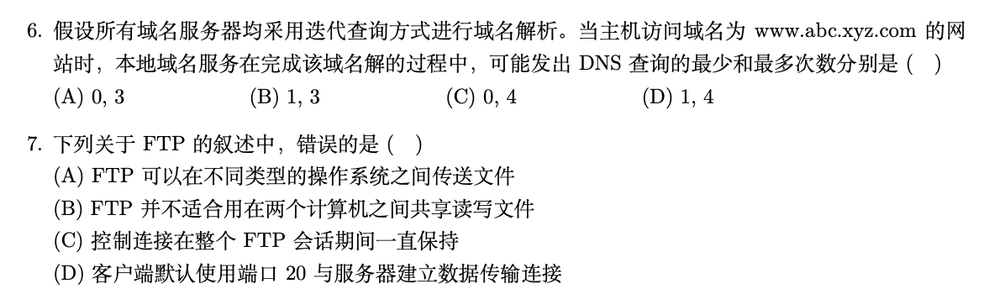 6. 假设所有域名服务器均采用迭代查询方式进行域名解析。当主机访问域名为 www.abc.xyz.com 的网
站时，本地域名服务在完成该域名解的过程中，可能发出 DNS 查询的最少和最多次数分别是 ( )
(A) 0, 3 (B) 1, 3 (C) 0, 4 (D) 1, 4
7. 下列关于 FTP 的叙述中，错误的是 ( )
(A) FTP 可以在不同类型的操作系统之间传送文件
(B) FTP 并不适合用在两个计算机之间共享读写文件
(C) 控制连接在整个 FTP 会话期间一直保持
(D) 客户端默认使用端口 20 与服务器建立数据传输连接